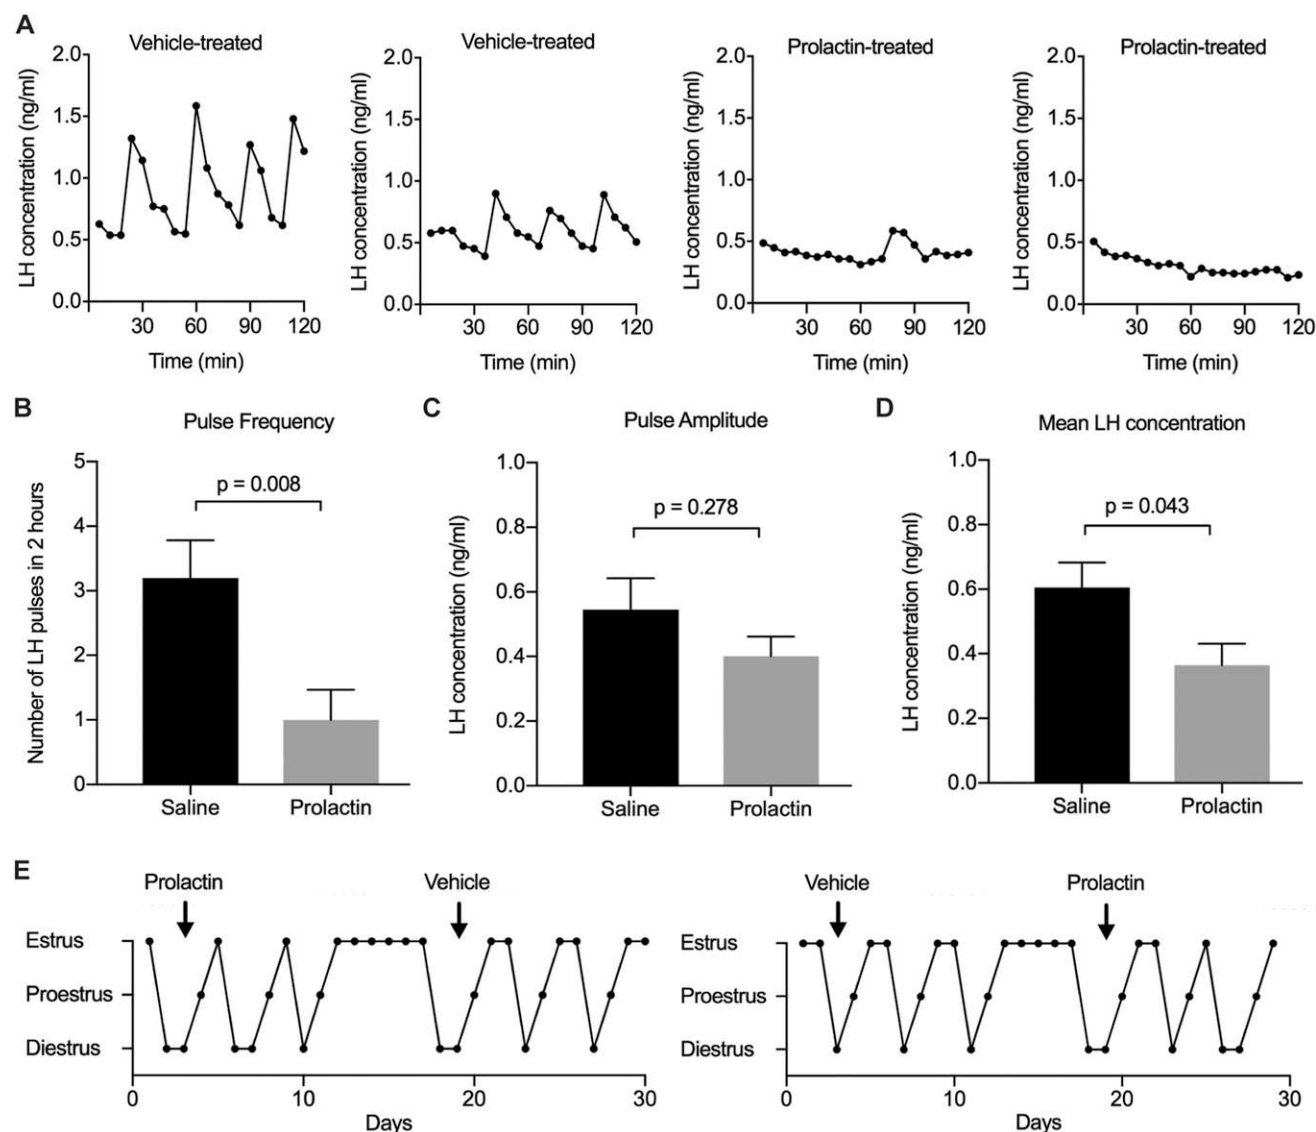 A
Vehicle-treated
Vehicle-treated
Prolactin-treated
Prolactin-treated
LH concentration (ng/ml)
2.0
1.5
1.0
0.5
0.0
30 60 90 120
Time (min)
LH concentration (ng/ml)
2.0
1.5
1.0
0.5
0.0
30 60 90 120
Time (min)
LH concentration (ng/ml)
2.0
1.5
1.0
0.5
0.0
30 60 90 120
Time (min)
LH concentration (ng/ml)
2.0
1.5
1.0
0.5
0.0
30 60 90 120
Time (min)
B
Pulse Frequency
Number of LH pulses in 2 hours
5
4
3
2
1
0
p = 0.008
Saline Prolactin
C
Pulse Amplitude
LH concentration (ng/ml)
1.0
0.8
0.6
0.4
0.2
0.0
p = 0.278
Saline Prolactin
D
Mean LH concentration
LH concentration (ng/ml)
1.0
0.8
0.6
0.4
0.2
0.0
p = 0.043
Saline Prolactin
E
Prolactin Vehicle
Estrus
Proestrus
Diestrus
0 10 20 30
Days
Vehicle Prolactin
Estrus
Proestrus
Diestrus
0 10 20 30
Days